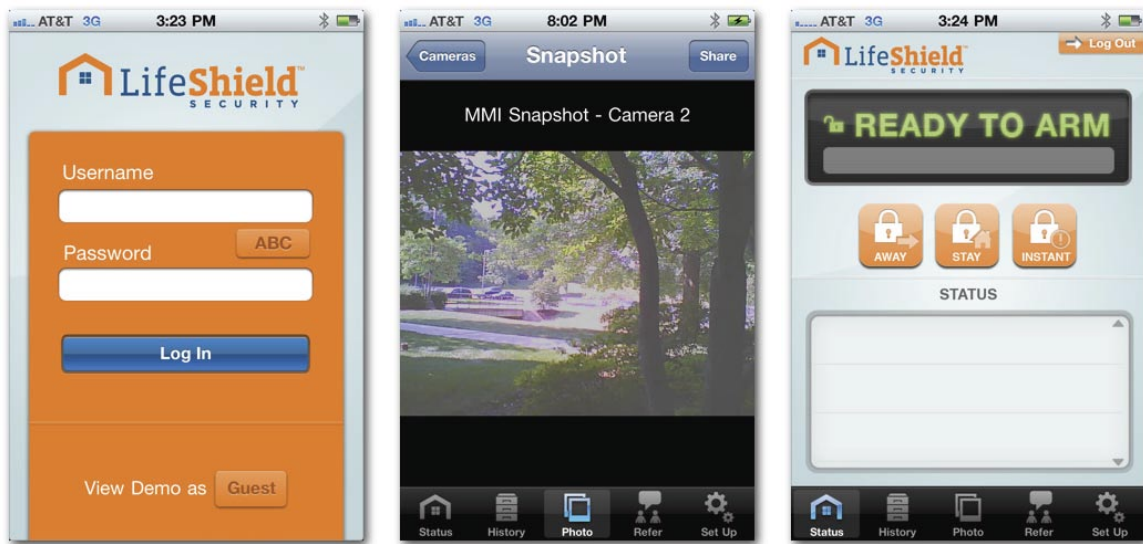 AT&T 3G 3:23 PM
LifeShield™
SECURITY
Username
ABC
Password
Log In
View Demo as Guest
AT&T 3G 8:02 PM
Cameras Snapshot Share
MMI Snapshot - Camera 2
Status History Photo Refer Set Up
AT&T 3G 3:24 PM
Log Out
LifeShield™
SECURITY
READY TO ARM
AWAY STAY INSTANT
STATUS
Status History Photo Refer Set Up